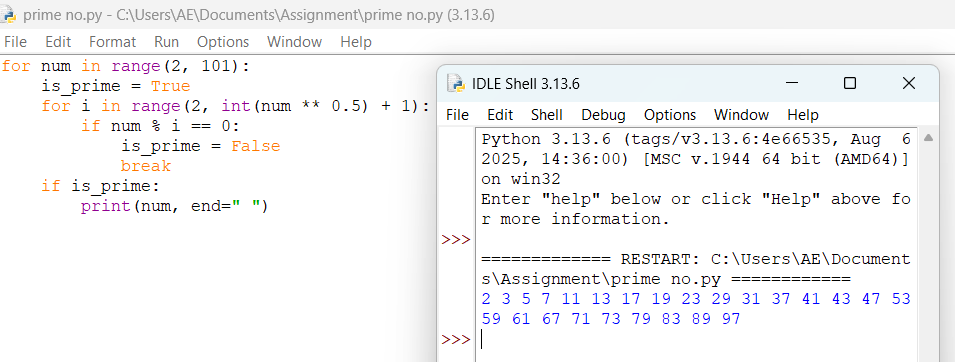 prime no.py - C:\Users\AE\Documents\Assignment\prime no.py (3.13.6)
File Edit Format Run Options Window Help
for num in range(2, 101):
    is_prime = True
    for i in range(2, int(num ** 0.5) + 1):
        if num % i == 0:
            is_prime = False
            break
    if is_prime:
        print(num, end=" ")
IDLE Shell 3.13.6
File Edit Shell Debug Options Window Help
Python 3.13.6 (tags/v3.13.6:4e66535, Aug  6
2025, 14:36:00) [MSC v.1944 64 bit (AMD64)]
on win32
Enter "help" below or click "Help" above fo
r more information.
>>>
============= RESTART: C:\Users\AE\Document
s\Assignment\prime no.py ============
2 3 5 7 11 13 17 19 23 29 31 37 41 43 47 53
59 61 67 71 73 79 83 89 97
>>>